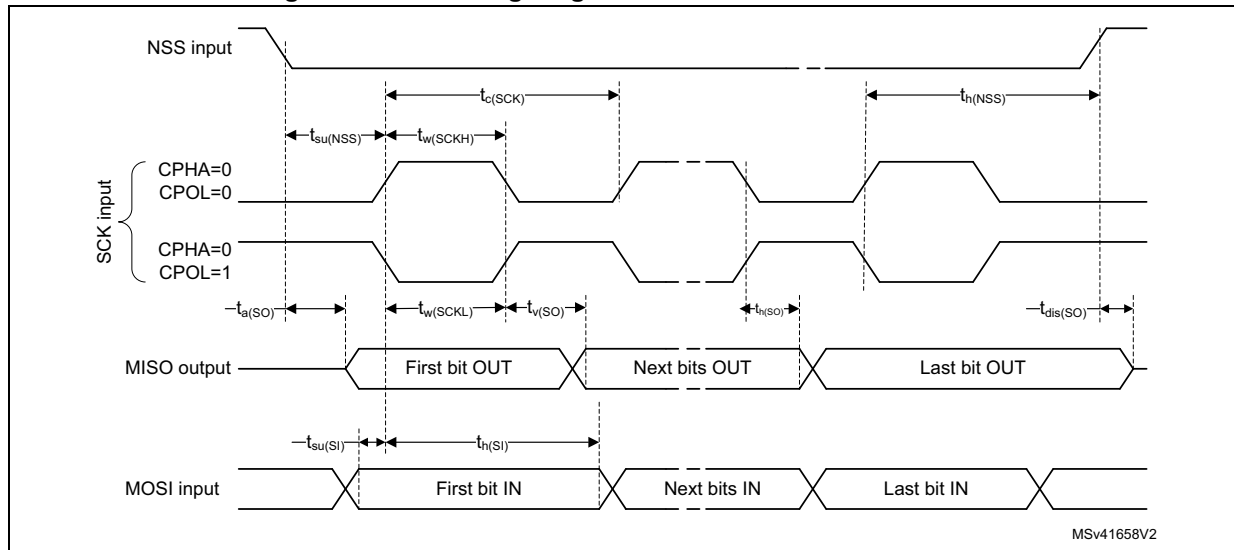 NSS input
tc(SCK)
th(NSS)
tsu(NSS)
tw(SCKH)
SCK input
CPHA=0
CPOL=0
CPHA=0
CPOL=1
ta(SO)
tw(SCKL)
tv(SO)
th(SO)
tdis(SO)
MISO output
First bit OUT
Next bits OUT
Last bit OUT
tsu(SI)
th(SI)
MOSI input
First bit IN
Next bits IN
Last bit IN
MSv41658V2